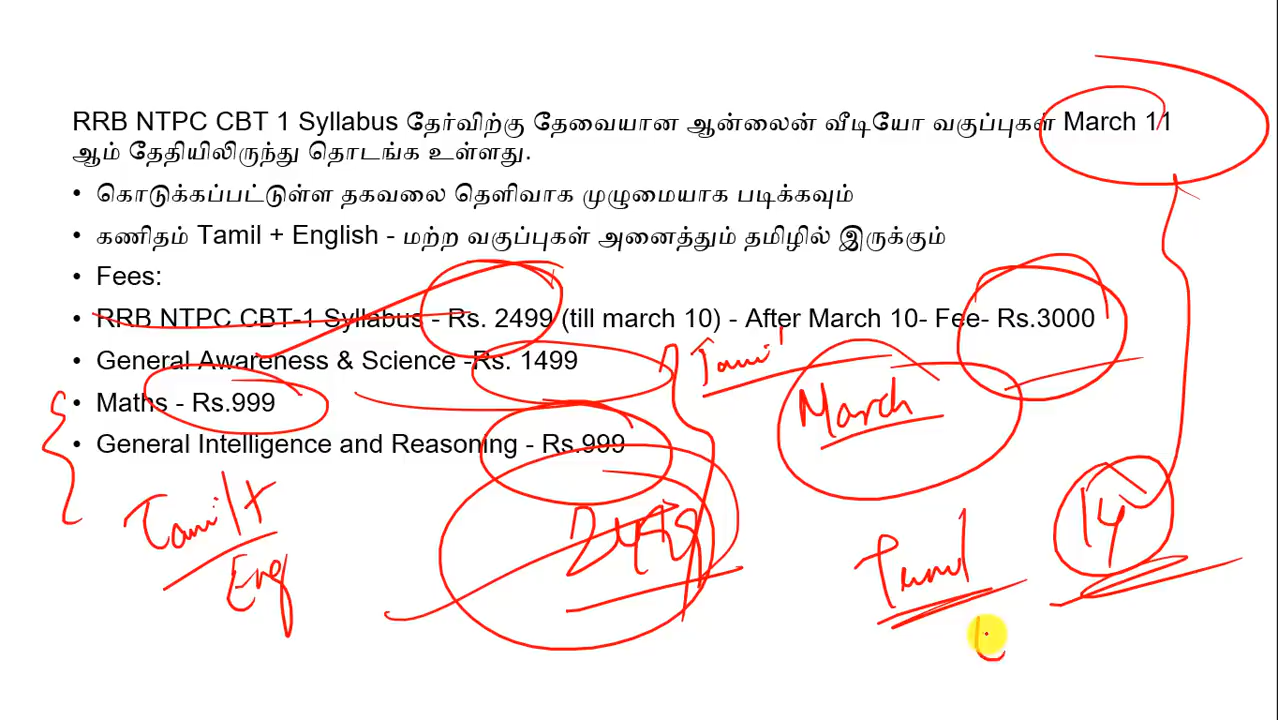 RRB NTPC CBT 1 Syllabus தேர்விற்கு தேவையான ஆன்லைன் வீடியோ வகுப்புகள் March 11
ஆம் தேதியிலிருந்து தொடங்க உள்ளது.
• கொடுக்கப்பட்டுள்ள தகவலை தெளிவாக முழுமையாக படிக்கவும்
• கணிதம் Tamil + English - மற்ற வகுப்புகள் அனைத்தும் தமிழில் இருக்கும்
• Fees:
• RRB NTPC CBT-1 Syllabus - Rs. 2499 (till march 10) - After March 10- Fee- Rs.3000
• General Awareness & Science -Rs. 1499
Tamil
• Maths - Rs.999
March
• General Intelligence and Reasoning - Rs.999
Tamil +
Eng
2499
14
Tamil